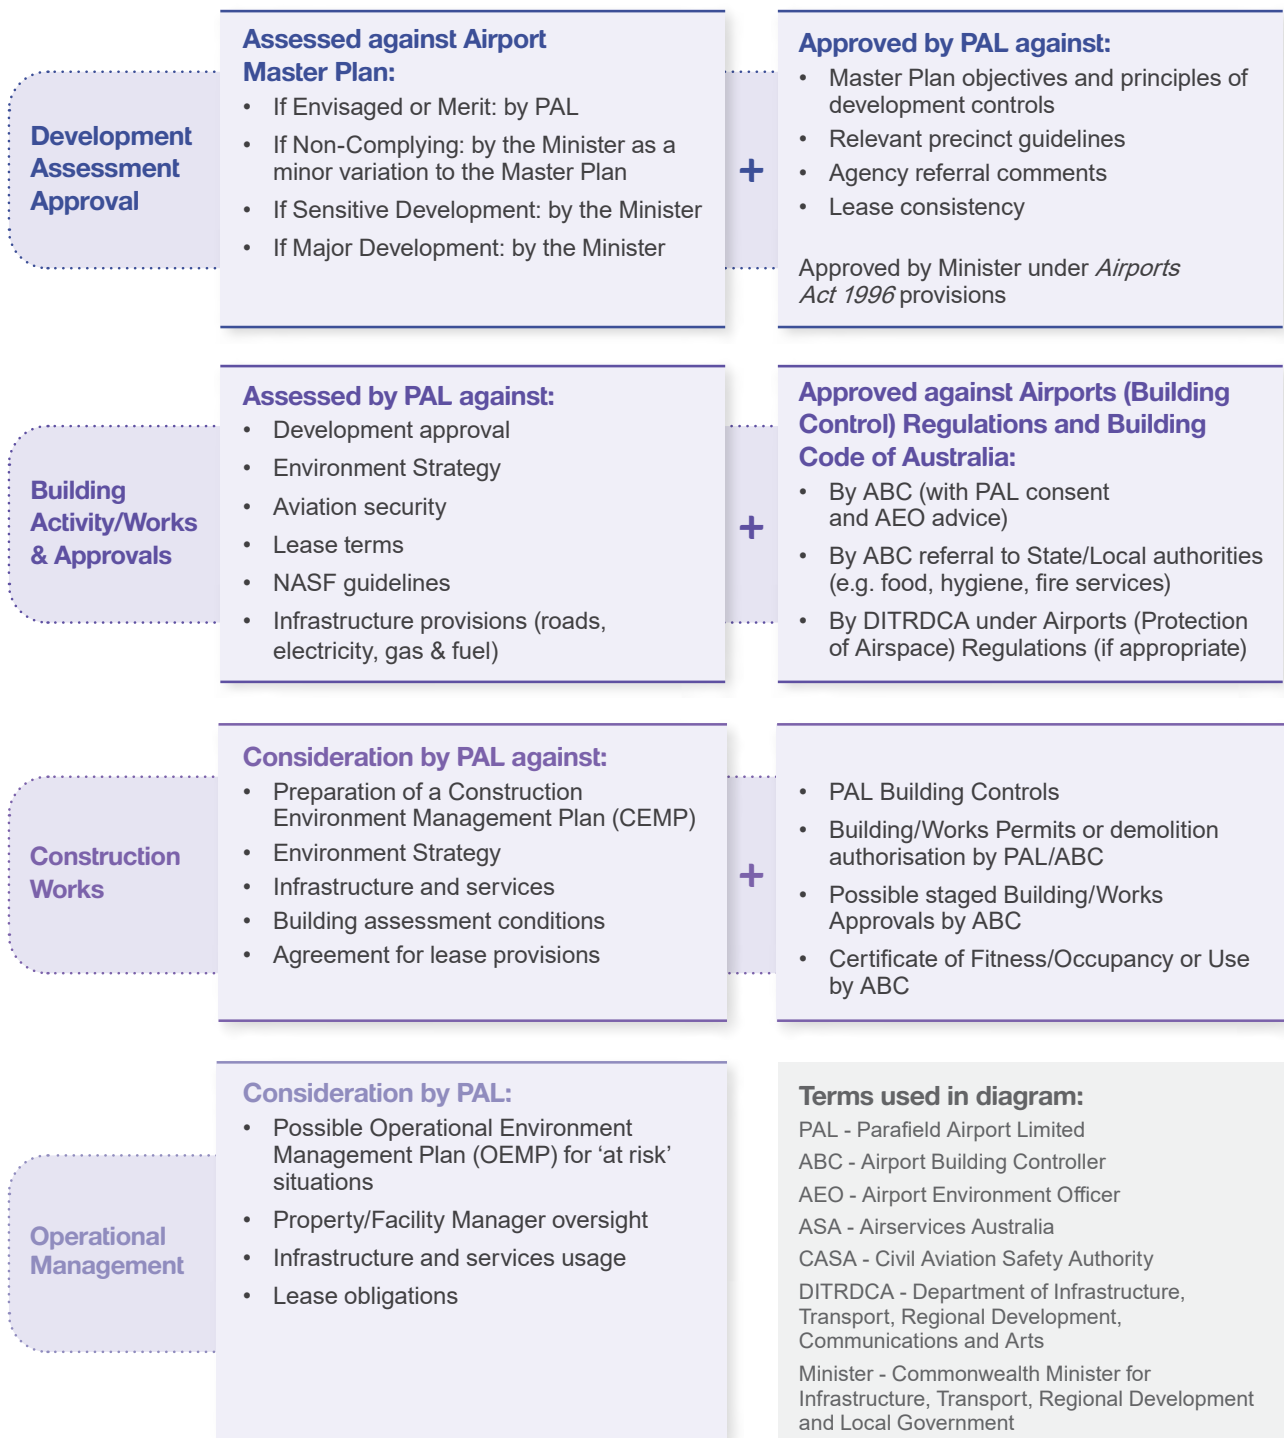 Development
Assessment
Approval
Assessed against Airport
Master Plan:
• If Envisaged or Merit: by PAL
• If Non-Complying: by the Minister as a
minor variation to the Master Plan
• If Sensitive Development: by the Minister
• If Major Development: by the Minister
+
Approved by PAL against:
• Master Plan objectives and principles of
development controls
• Relevant precinct guidelines
• Agency referral comments
• Lease consistency
Approved by Minister under Airports
Act 1996 provisions
Building
Activity/Works
& Approvals
Assessed by PAL against:
• Development approval
• Environment Strategy
• Aviation security
• Lease terms
• NASF guidelines
• Infrastructure provisions (roads,
electricity, gas & fuel)
+
Approved against Airports (Building
Control) Regulations and Building
Code of Australia:
• By ABC (with PAL consent
and AEO advice)
• By ABC referral to State/Local authorities
(e.g. food, hygiene, fire services)
• By DITRDCA under Airports (Protection
of Airspace) Regulations (if appropriate)
Construction
Works
Consideration by PAL against:
• Preparation of a Construction
Environment Management Plan (CEMP)
• Environment Strategy
• Infrastructure and services
• Building assessment conditions
• Agreement for lease provisions
+
• PAL Building Controls
• Building/Works Permits or demolition
authorisation by PAL/ABC
• Possible staged Building/Works
Approvals by ABC
• Certificate of Fitness/Occupancy or Use
by ABC
Operational
Management
Consideration by PAL:
• Possible Operational Environment
Management Plan (OEMP) for ‘at risk’
situations
• Property/Facility Manager oversight
• Infrastructure and services usage
• Lease obligations
Terms used in diagram:
PAL - Parafield Airport Limited
ABC - Airport Building Controller
AEO - Airport Environment Officer
ASA - Airservices Australia
CASA - Civil Aviation Safety Authority
DITRDCA - Department of Infrastructure,
Transport, Regional Development,
Communications and Arts
Minister - Commonwealth Minister for
Infrastructure, Transport, Regional Development
and Local Government